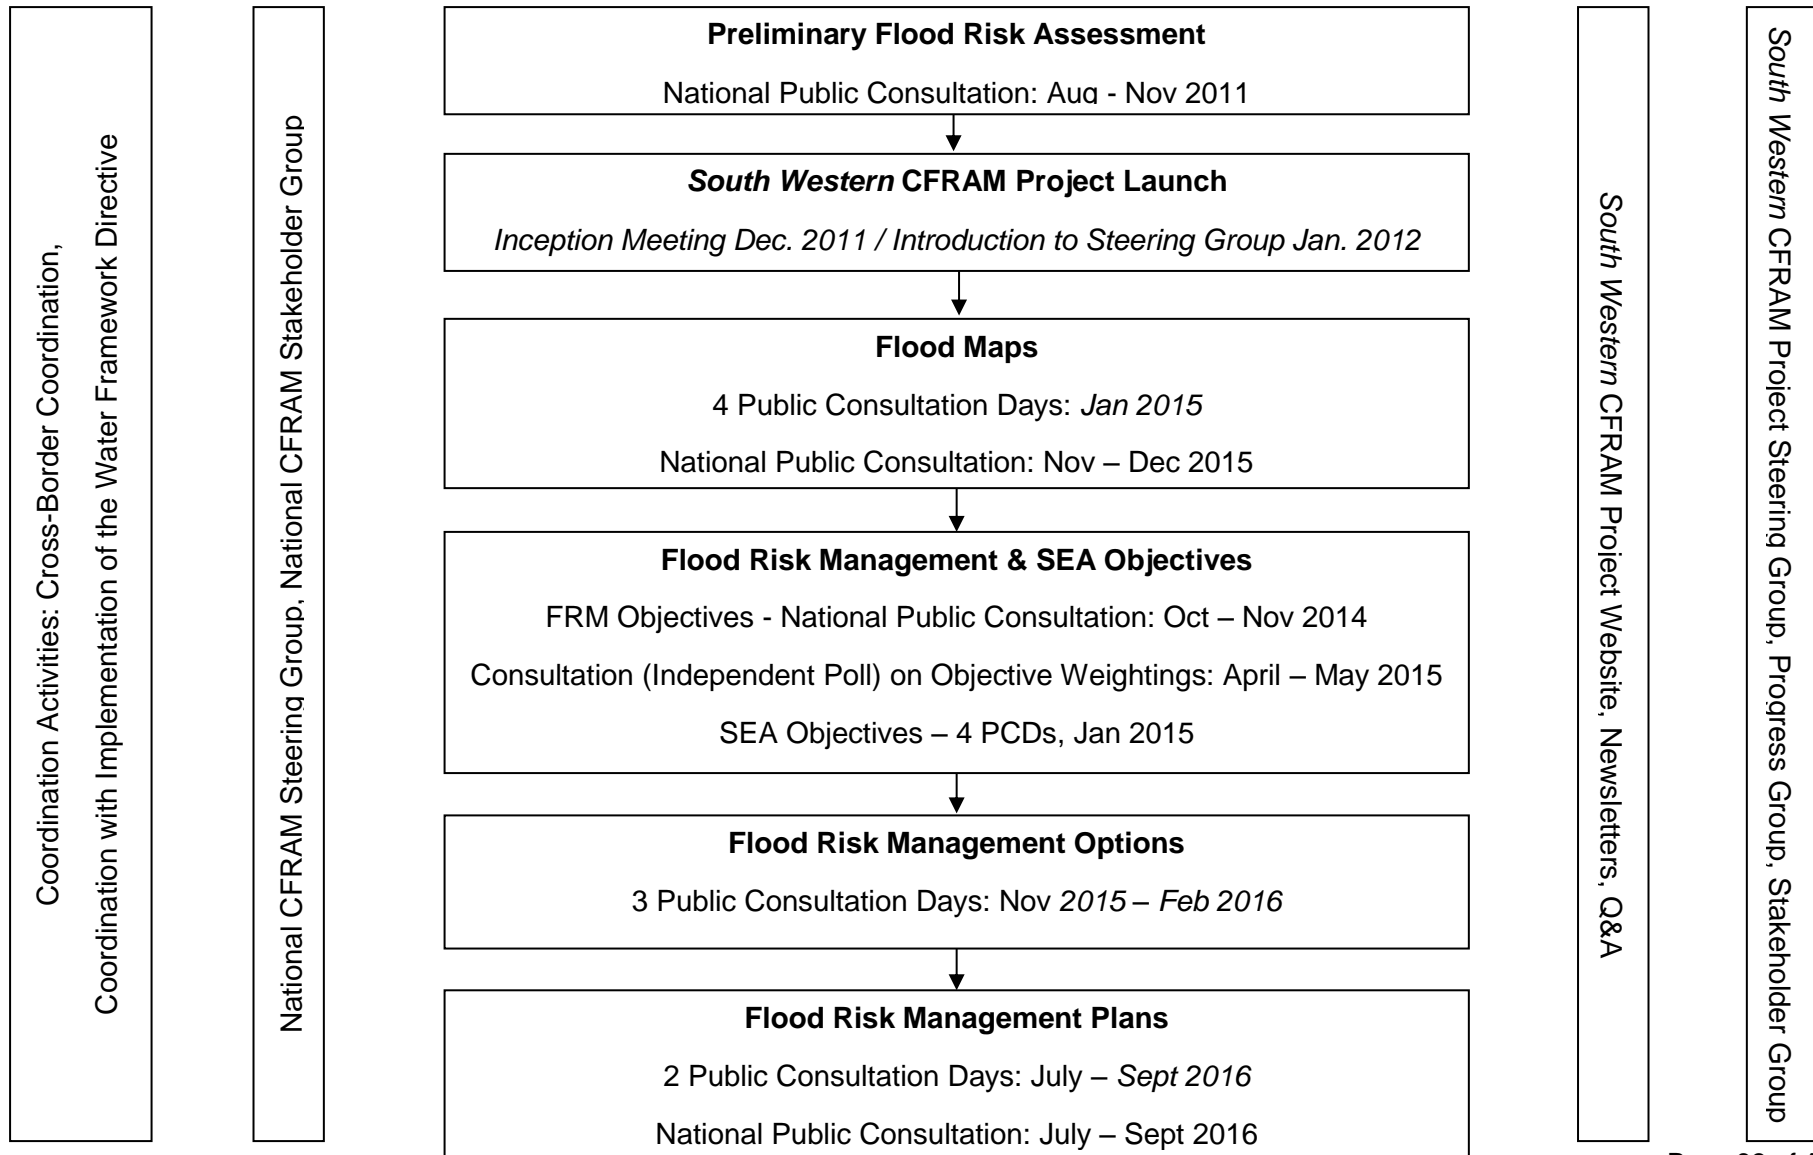 Coordination Activities: Cross-Border Coordination,
Coordination with Implementation of the Water Framework Directive
National CFRAM Steering Group, National CFRAM Stakeholder Group
Preliminary Flood Risk Assessment
National Public Consultation: Aug - Nov 2011
South Western CFRAM Project Launch
Inception Meeting Dec. 2011 / Introduction to Steering Group Jan. 2012
Flood Maps
4 Public Consultation Days: Jan 2015
National Public Consultation: Nov – Dec 2015
Flood Risk Management & SEA Objectives
FRM Objectives - National Public Consultation: Oct – Nov 2014
Consultation (Independent Poll) on Objective Weightings: April – May 2015
SEA Objectives – 4 PCDs, Jan 2015
Flood Risk Management Options
3 Public Consultation Days: Nov 2015 – Feb 2016
Flood Risk Management Plans
2 Public Consultation Days: July – Sept 2016
National Public Consultation: July – Sept 2016
South Western CFRAM Project Website, Newsletters, Q&A
South Western CFRAM Project Steering Group, Progress Group, Stakeholder Group